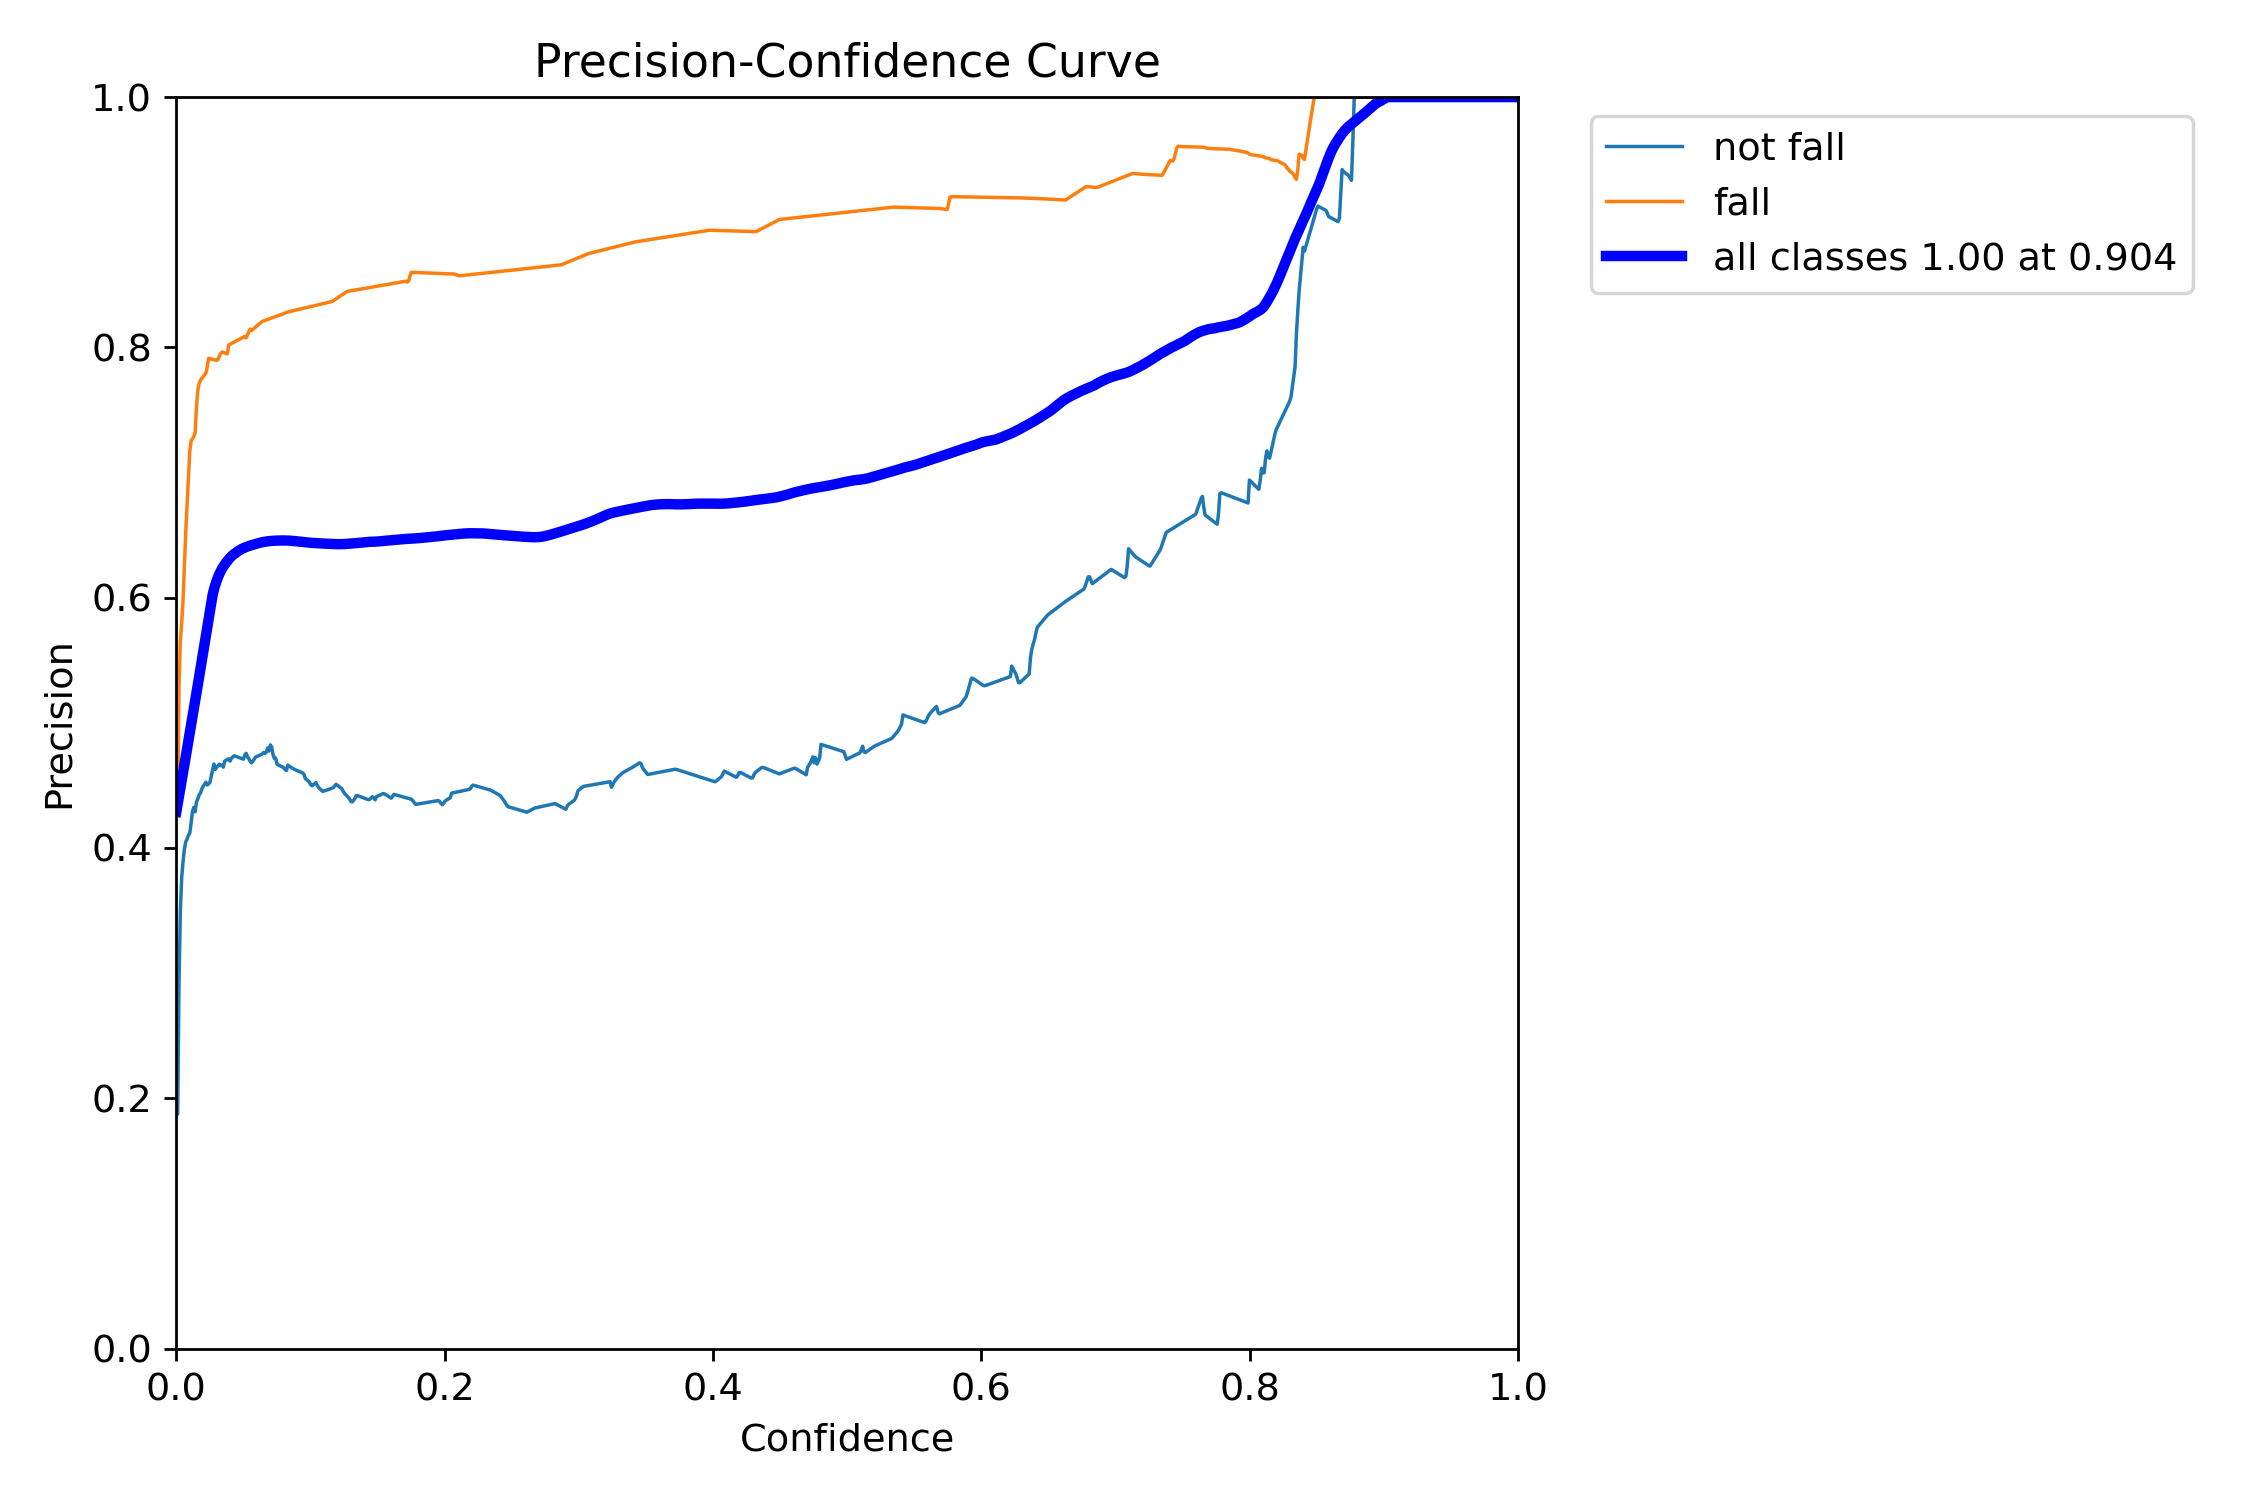 Precision-Confidence Curve
1.0
0.8
0.6
0.4
0.2
0.0
Precision
0.0 0.2 0.4 0.6 0.8 1.0
Confidence
not fall
fall
all classes 1.00 at 0.904